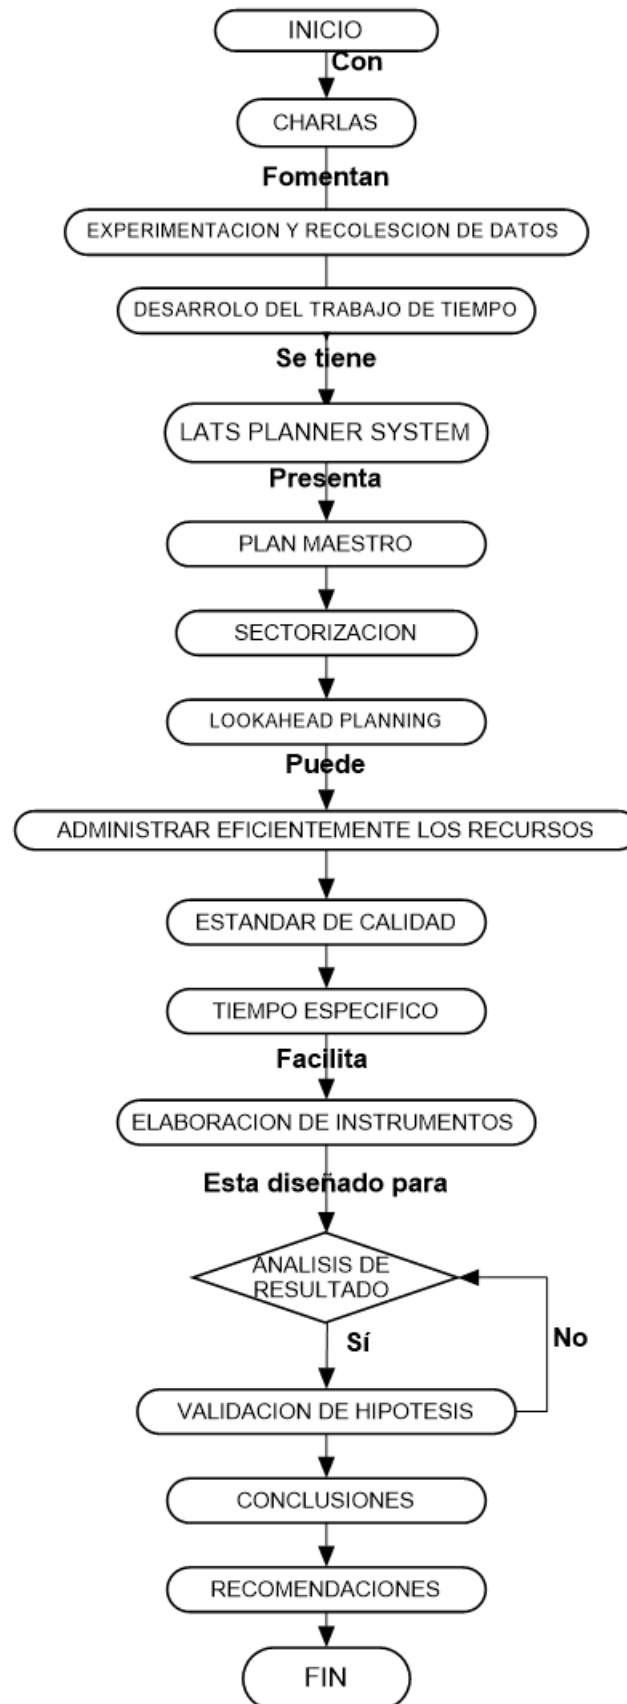 INICIO
Con
CHARLAS
Fomentan
EXPERIMENTACION Y RECOLESCION DE DATOS
DESARROLO DEL TRABAJO DE TIEMPO
Se tiene
LATS PLANNER SYSTEM
Presenta
PLAN MAESTRO
SECTORIZACION
LOOKAHEAD PLANNING
Puede
ADMINISTRAR EFICIENTEMENTE LOS RECURSOS
ESTANDAR DE CALIDAD
TIEMPO ESPECIFICO
Facilita
ELABORACION DE INSTRUMENTOS
Esta diseñado para
ANALISIS DE
RESULTADO
Sí
No
VALIDACION DE HIPOTESIS
CONCLUSIONES
RECOMENDACIONES
FIN